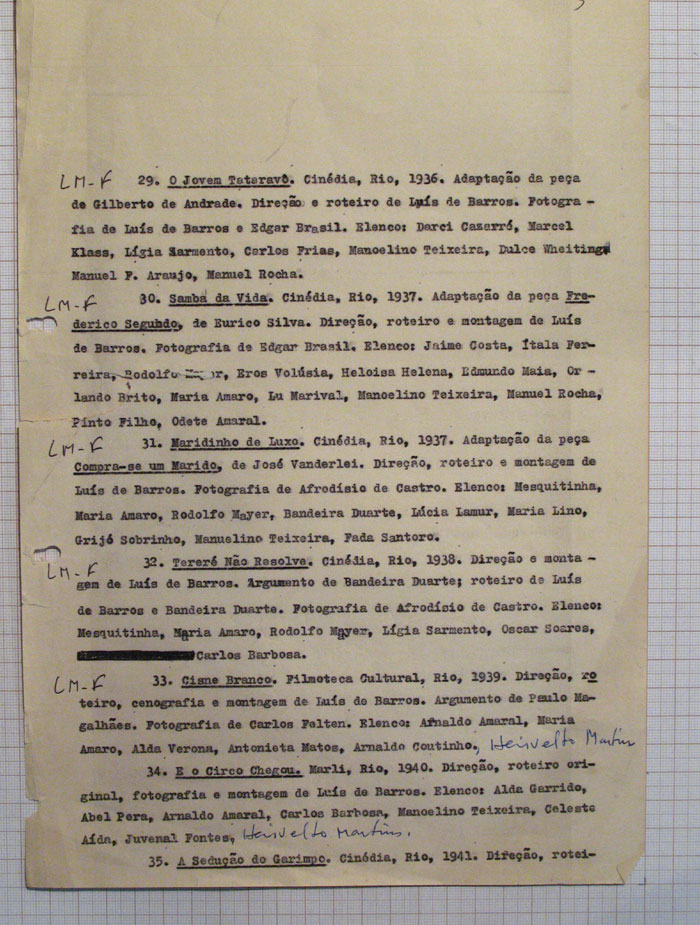 LM-F 29. O Jovem Tataravô. Cinédia, Rio, 1936. Adaptação da peça
de Gilberto de Andrade. Direção e roteiro de Luís de Barros. Fotogra -
fia de Luís de Barros e Edgar Brasil. Elenco: Darci Cazarré, Marcel
Klass, Lígia Sarmento, Carlos Frias, Manoelino Teixeira, Dulce Wheiting,
Manuel F. Araujo, Manuel Rocha.
LM-F 30. Samba da Vida. Cinédia, Rio, 1937. Adaptação da peça Fre-
derico Segundo, de Eurico Silva. Direção, roteiro e montagem de Luís
de Barros. Fotografia de Edgar Brasil. Elenco: Jaime Costa, Ítala Fer-
reira, Rodolfo Mayer, Eros Volúsia, Heloisa Helena, Edmundo Maia, Or -
lando Brito, Maria Amaro, Lu Marival, Manoelino Teixeira, Manuel Rocha,
Pinto Filho, Odete Amaral.
LM-F 31. Maridinho de Luxo. Cinédia, Rio, 1937. Adaptação da peça
Compra-se um Marido, de José Vanderlei. Direção, roteiro e montagem de
Luís de Barros. Fotografia de Afrodísio de Castro. Elenco: Mesquitinha,
Maria Amaro, Rodolfo Mayer, Bandeira Duarte, Lúcia Lamur, Maria Lino,
Grijó Sobrinho, Manuelino Teixeira, Fada Santoro.
LM-F 32. Tereré Não Resolve. Cinédia, Rio, 1938. Direção e monta -
gem de Luís de Barros. Argumento de Bandeira Duarte; roteiro de Luís
de Barros e Bandeira Duarte. Fotografia de Afrodísio de Castro. Elenco:
Mesquitinha, Maria Amaro, Rodolfo Mayer, Lígia Sarmento, Oscar Soares,
Carlos Barbosa.
LM-F 33. Cisne Branco. Filmoteca Cultural, Rio, 1939. Direção, ro
teiro, cenografia e montagem de Luís de Barros. Argumento de Paulo Ma-
galhães. Fotografia de Carlos Felten. Elenco: Arnaldo Amaral, Maria
Amaro, Alda Verona, Antonieta Matos, Arnaldo Coutinho, Heivelto Martins
34. E o Circo Chegou. Marli, Rio, 1940. Direção, roteiro ori-
ginal, fotografia e montagem de Luís de Barros. Elenco: Alda Garrido,
Abel Pera, Arnaldo Amaral, Carlos Barbosa, Manoelino Teixeira, Celeste
Aída, Juvenal Fontes, Heivelto Martins.
35. A Sedução do Garimpo. Cinédia, Rio, 1941. Direção, rotei-